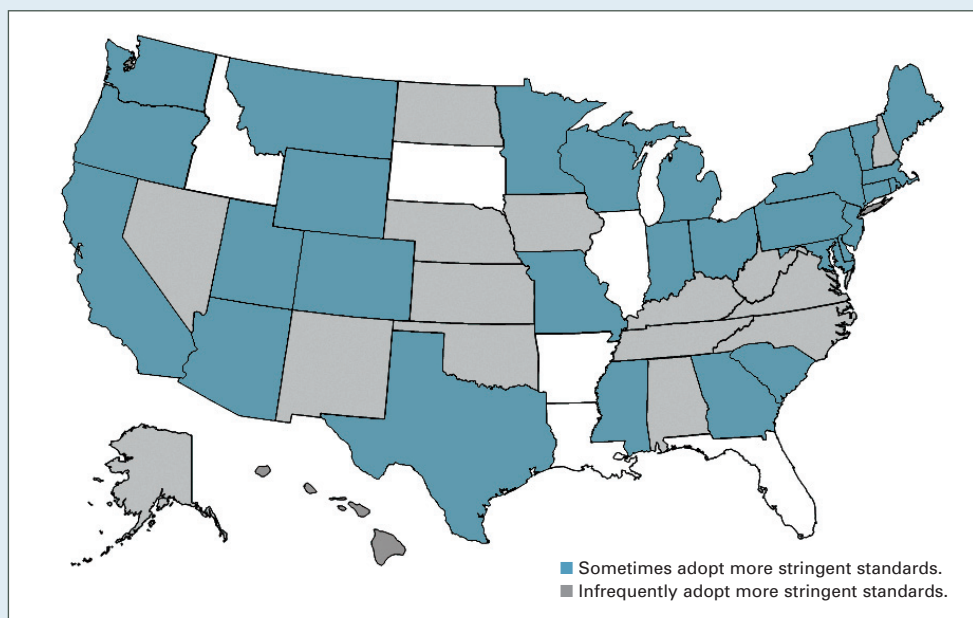 Sometimes adopt more stringent standards.
Infrequently adopt more stringent standards.